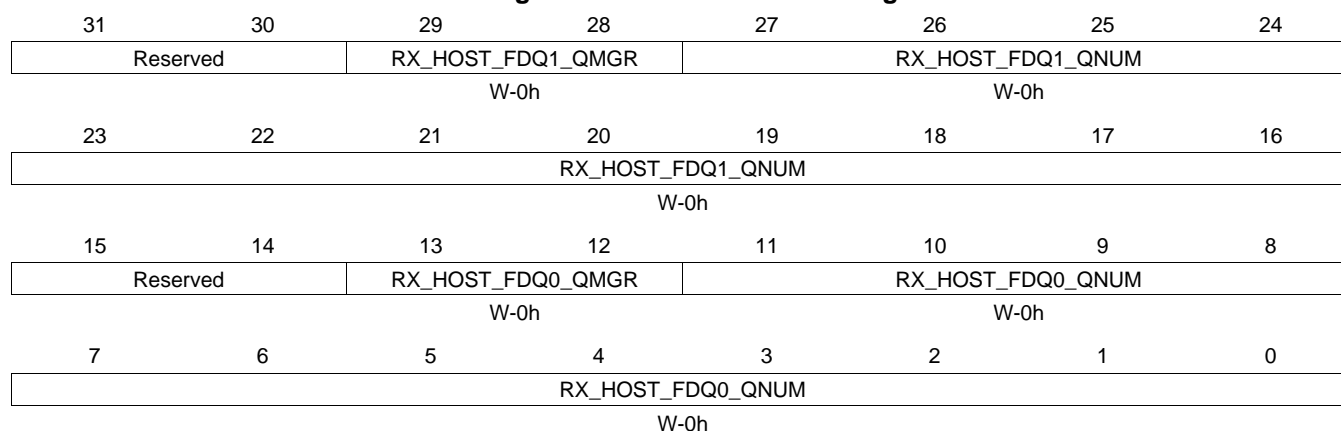 31 30 29 28 27 26 25 24
Reserved RX_HOST_FDQ1_QMGR RX_HOST_FDQ1_QNUM
W-0h W-0h
23 22 21 20 19 18 17 16
RX_HOST_FDQ1_QNUM
W-0h
15 14 13 12 11 10 9 8
Reserved RX_HOST_FDQ0_QMGR RX_HOST_FDQ0_QNUM
W-0h W-0h
7 6 5 4 3 2 1 0
RX_HOST_FDQ0_QNUM
W-0h